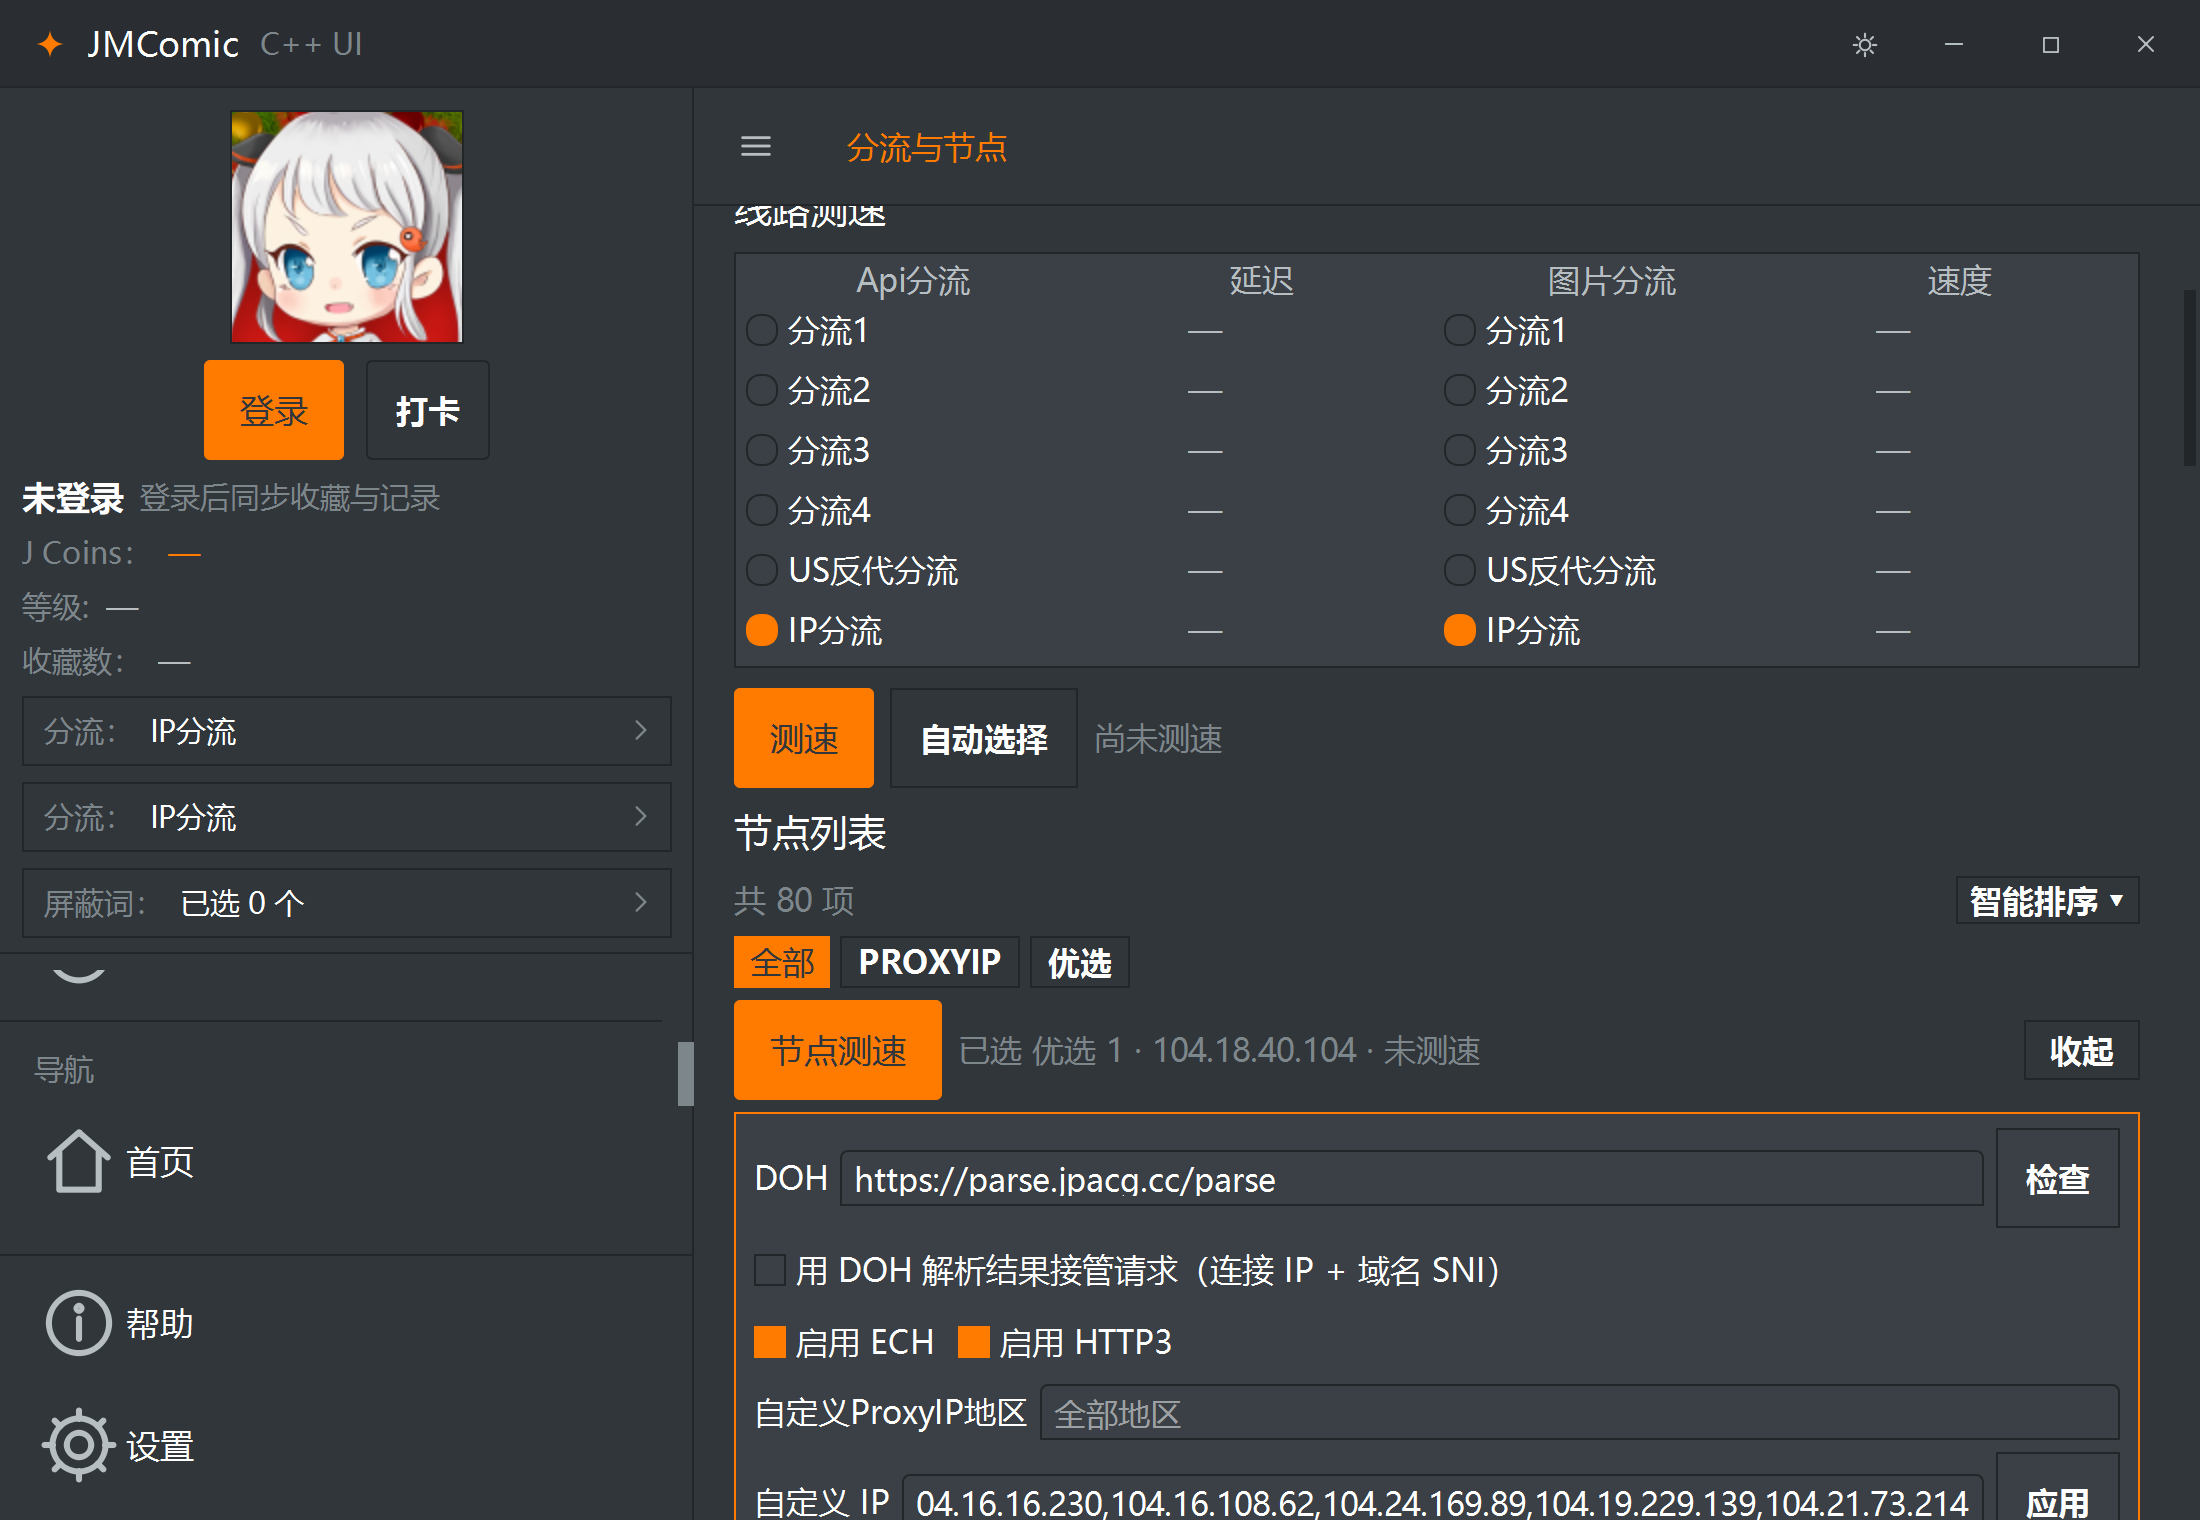 JMComic C++ UI
登录
打卡
未登录 登录后同步收藏与记录
J Coins: —
等级: —
收藏数: —
分流: IP分流
分流: IP分流
屏蔽词: 已选 0 个
导航
首页
帮助
设置
分流与节点
线路测速
Api分流 延迟 图片分流 速度
分流1 — 分流1 —
分流2 — 分流2 —
分流3 — 分流3 —
分流4 — 分流4 —
US反代分流 — US反代分流 —
IP分流 — IP分流 —
测速 自动选择 尚未测速
节点列表
共 80 项 智能排序 ▼
全部 PROXYIP 优选
节点测速 已选 优选 1 · 104.18.40.104 · 未测速 收起
DOH https://parse.jpacq.cc/parse 检查
用 DOH 解析结果接管请求（连接 IP + 域名 SNI）
启用 ECH 启用 HTTP3
自定义ProxyIP地区 全部地区
自定义 IP 04.16.16.230,104.16.108.62,104.24.169.89,104.19.229.139,104.21.73.214 应用